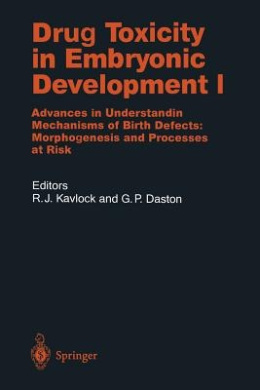 Drug Toxicity
in Embryonic
Development I
Advances in Understandin
Mechanisms of Birth Defects:
Morphogenesis and Processes
at Risk
Editors
R.J. Kavlock and G.P. Daston
Springer